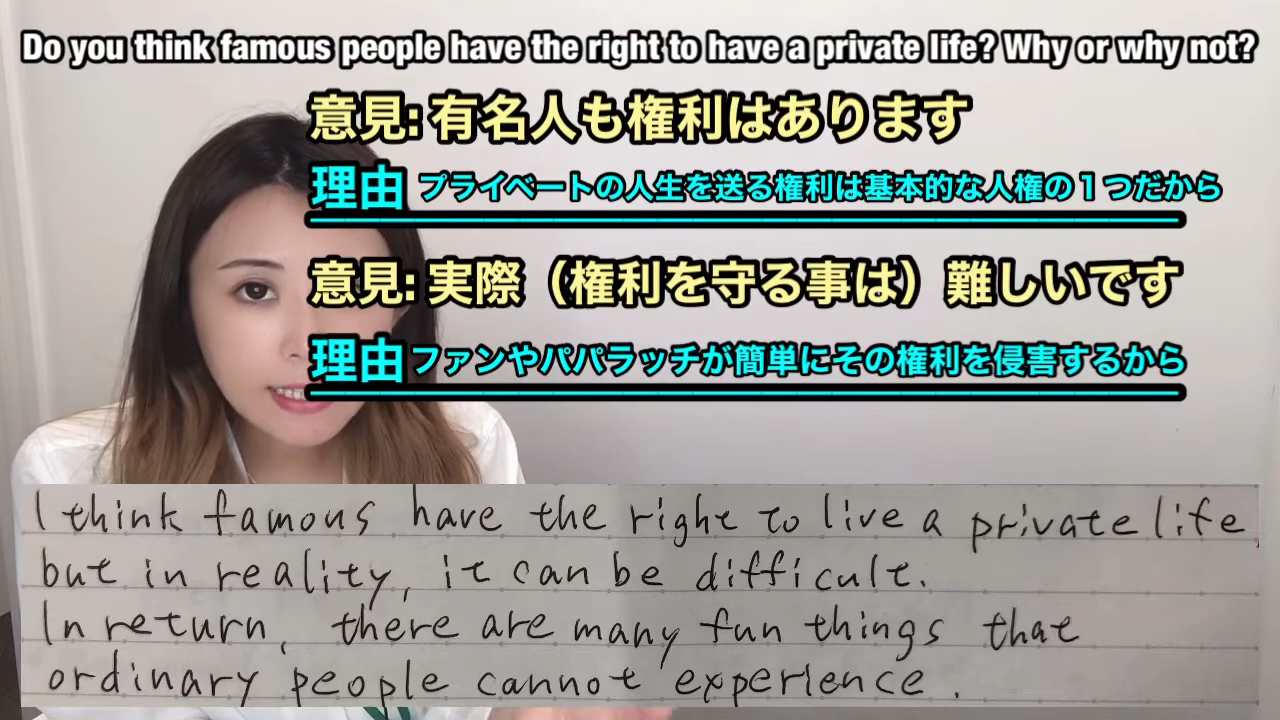 Do you think famous people have the right to have a private life? Why or why not?
意見: 有名人も権利はあります
理由 プライベートの人生を送る権利は基本的な人権の１つだから
意見: 実際（権利を守る事は）難しいです
理由 ファンやパパラッチが簡単にその権利を侵害するから
I think famous have the right to live a private life,
but in reality, it can be difficult.
In return, there are many fun things that
ordinary people cannot experience.